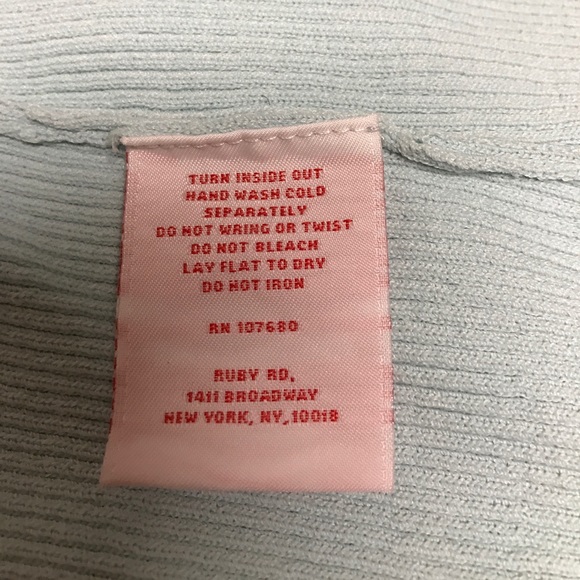 TURN INSIDE OUT
HAND WASH COLD
SEPARATELY
DO NOT WRING OR TWIST
DO NOT BLEACH
LAY FLAT TO DRY
DO NOT IRON
RN 107680
RUBY RD,
1411 BROADWAY
NEW YORK, NY, 10018